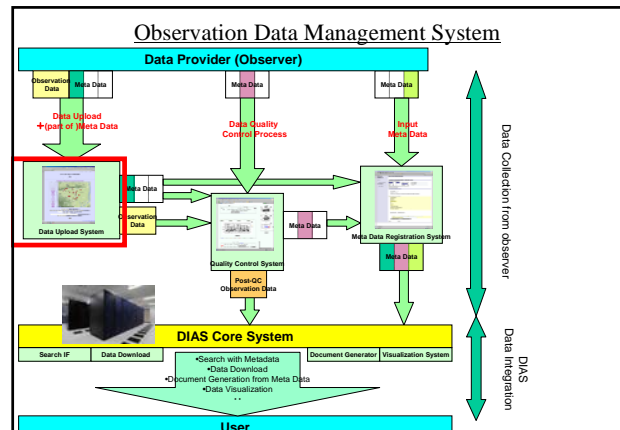 Observation Data Management System
Data Provider (Observer)
Observation
Data
Meta Data
Meta Data
Meta Data
Data Upload
+(part of )Meta Data
Data Quality
Control Process
Input
Meta Data
Data Upload System
Meta Data
Observation
Data
Quality Control System
Meta Data
Meta Data Registration System
Meta Data
Post-QC
Observation Data
DIAS Core System
Search IF
Data Download
Document Generator
Visualization System
•Search with Metadata
•Data Download
•Document Generation from Meta Data
•Data Visualization
··
User
Data Collection from observer
DIAS
Data Integration